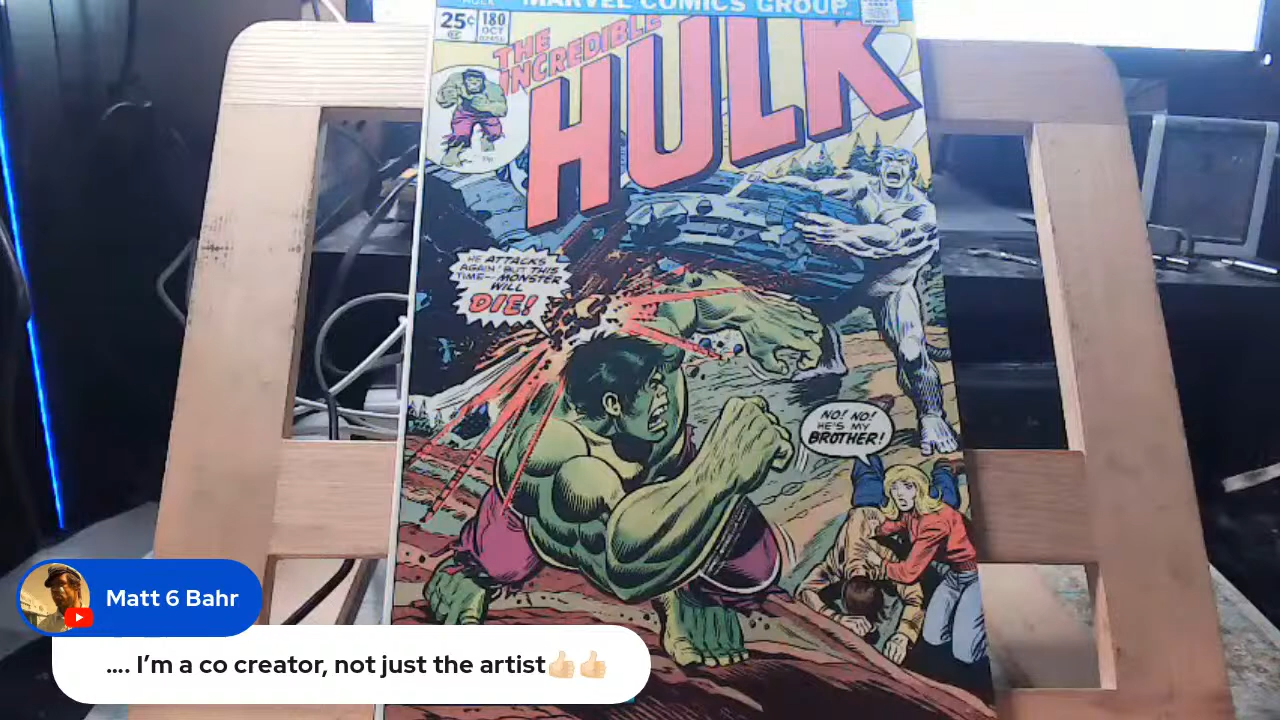 HULK
MARVEL COMICS GROUP
25¢ 180
OCT
THE
INCREDIBLE
HULK
HE ATTACKS
AGAIN! BUT THIS
TIME--MONSTER
WILL
DIE!
NO! NO!
HE'S MY
BROTHER!
Matt 6 Bahr
.... I’m a co creator, not just the artist👍🏻👍🏻